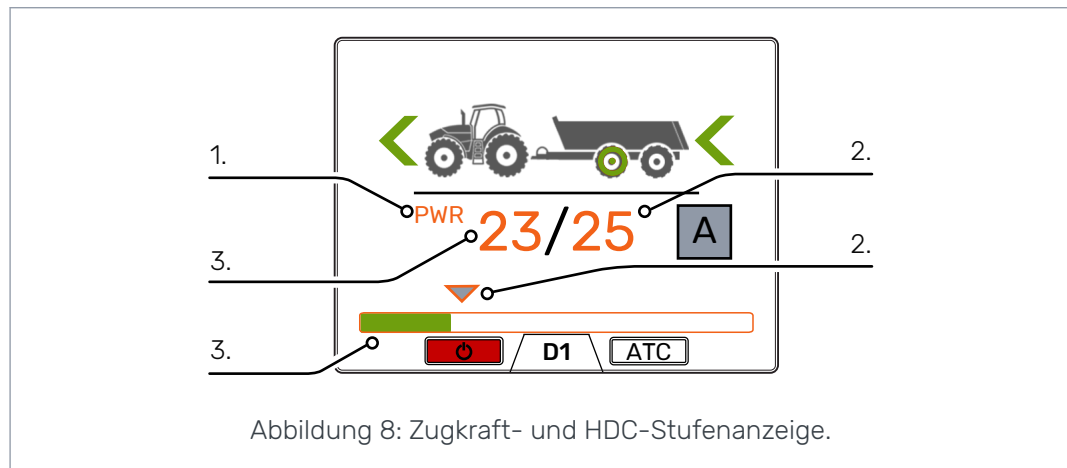 1.
2.
PWR
23/25
A
3.
2.
3.
D1
ATC
Abbildung 8: Zugkraft- und HDC-Stufenanzeige.